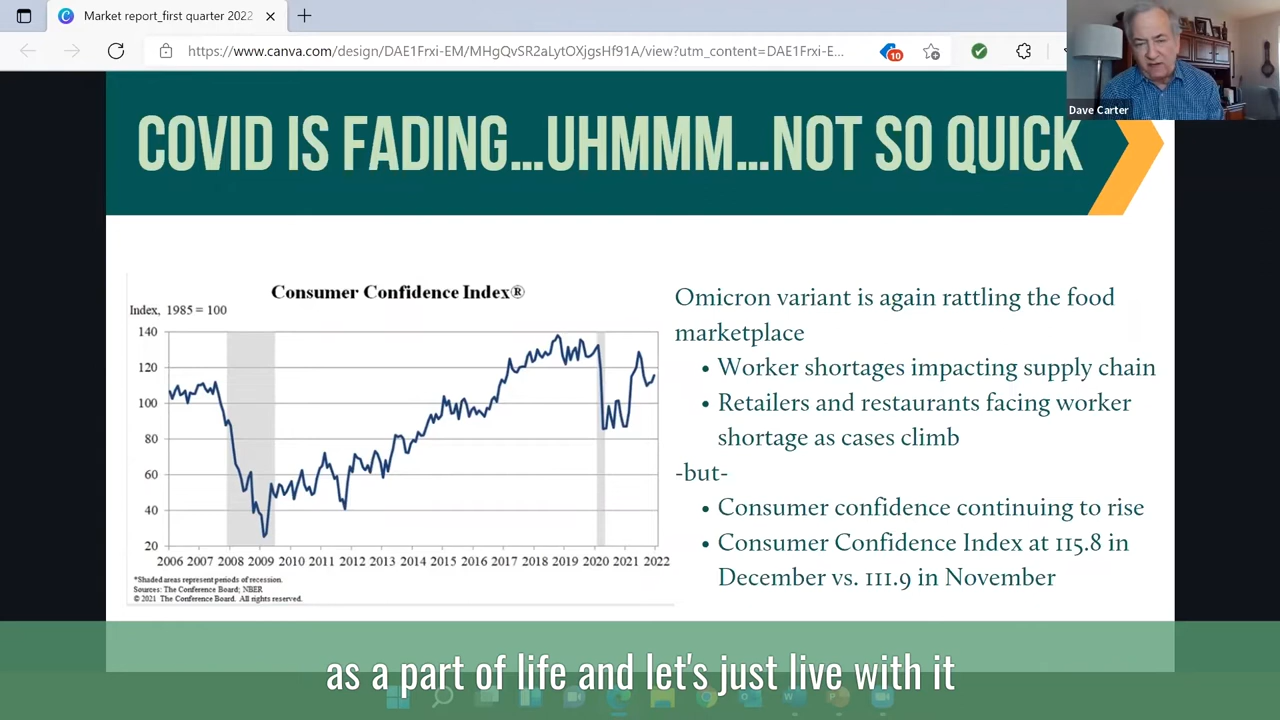 Market report_first quarter 2022
https://www.canva.com/design/DAE1Frxi-EM/MHgQvSR2aLytOXjgsHf91A/view?utm_content=DAE1Frxi-E...
10
Dave Carter
COVID IS FADING...UHMMM...NOT SO QUICK
Consumer Confidence Index®
Index, 1985 = 100
140
120
100
80
60
40
20
2006 2007 2008 2009 2010 2011 2012 2013 2014 2015 2016 2017 2018 2019 2020 2021 2022
*Shaded areas represent periods of recession.
Sources: The Conference Board; NBER
© 2021 The Conference Board. All rights reserved.
Omicron variant is again rattling the food
marketplace
• Worker shortages impacting supply chain
• Retailers and restaurants facing worker
shortage as cases climb
-but-
• Consumer confidence continuing to rise
• Consumer Confidence Index at 115.8 in
December vs. 111.9 in November
as a part of life and let's just live with it